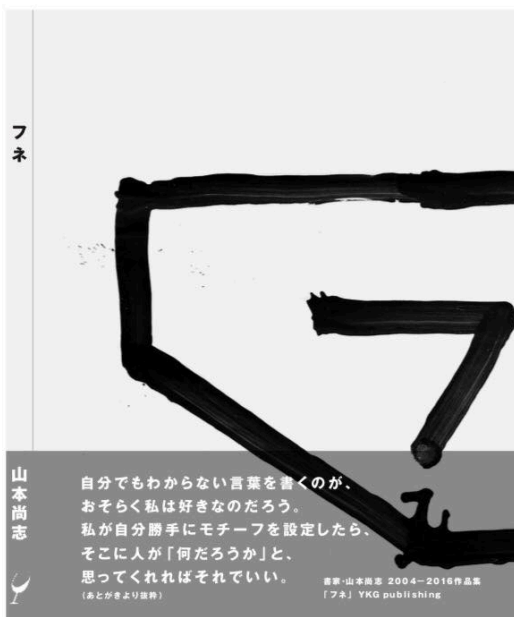 フネ
山本尚志
自分でもわからない言葉を書くのが、
おそらく私は好きなのだろう。
私が自分勝手にモチーフを設定したら、
そこに人が「何だろうか」と、
思ってくれればそれでいい。
(あとがきより抜粋)
書家・山本尚志 2004−2016作品集
「フネ」 YKG publishing